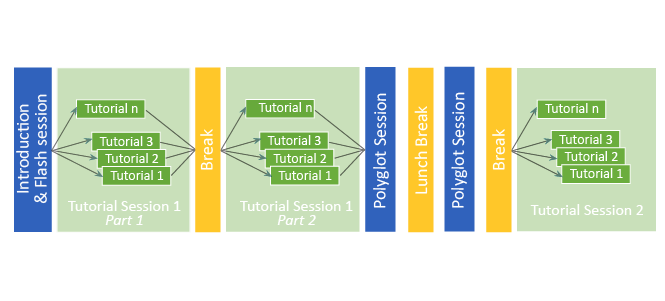 Introduction
& Flash session
Tutorial n
Tutorial 3
Tutorial 2
Tutorial 1
Tutorial Session 1
Part 1
Break
Tutorial n
Tutorial 3
Tutorial 2
Tutorial 1
Tutorial Session 1
Part 2
Polyglot Session
Lunch Break
Polyglot Session
Break
Tutorial n
Tutorial 3
Tutorial 2
Tutorial 1
Tutorial Session 2